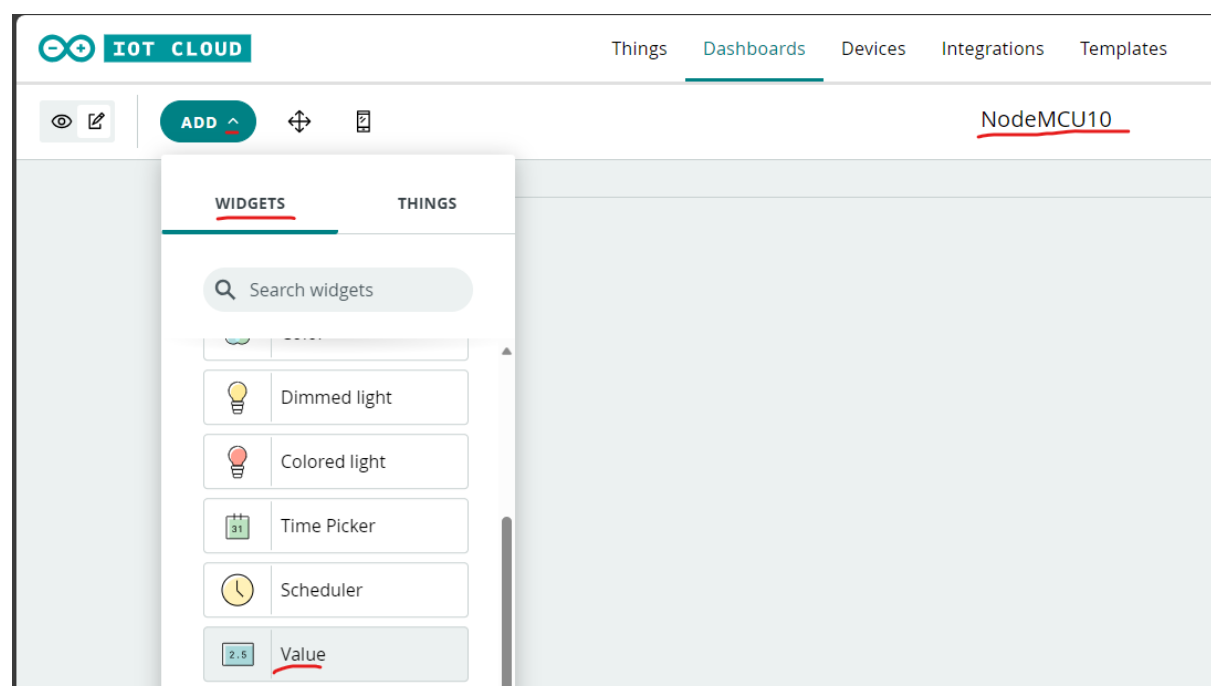 IOT CLOUD Things Dashboards Devices Integrations Templates
ADD NodeMCU10
WIDGETS THINGS
Search widgets
Dimmed light
Colored light
31 Time Picker
Scheduler
2.5 Value